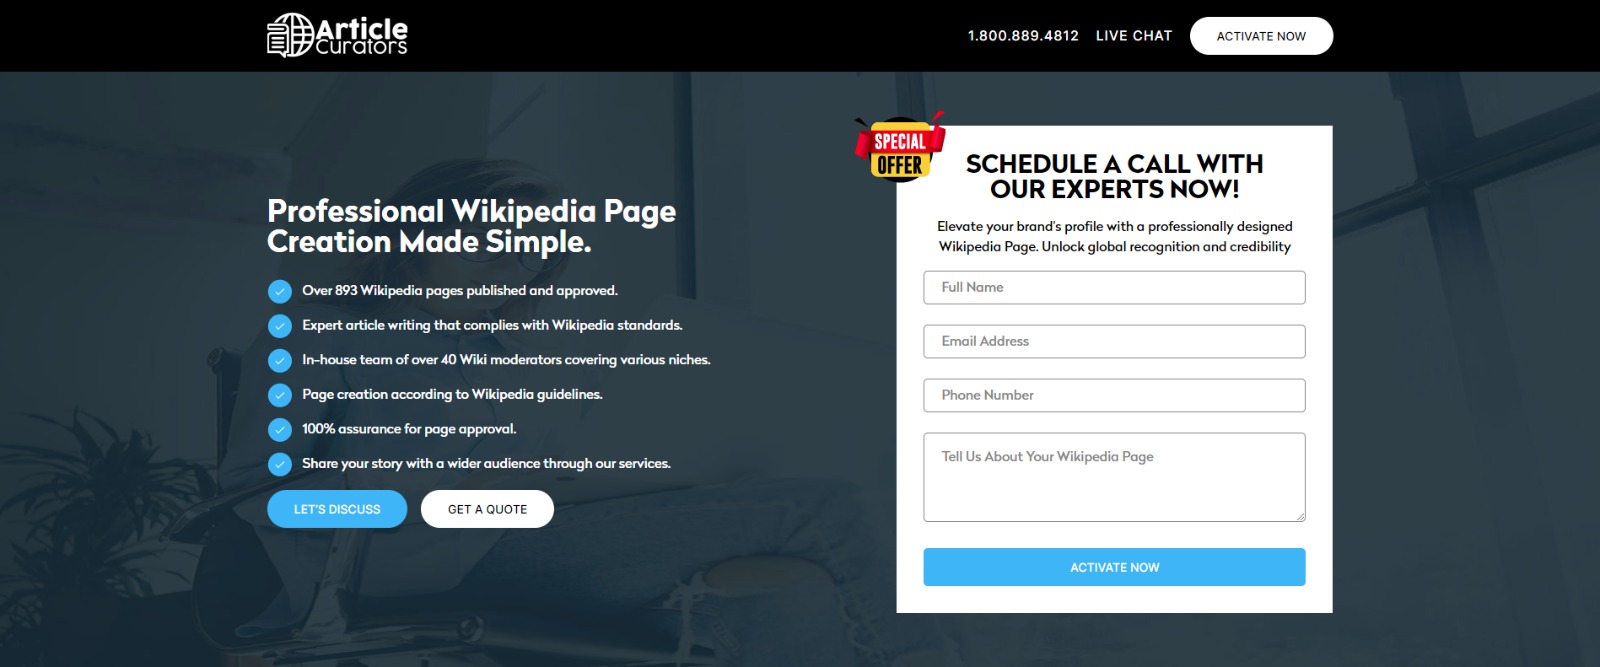 Article
Curators
1.800.889.4812 LIVE CHAT ACTIVATE NOW
Professional Wikipedia Page
Creation Made Simple.
Over 893 Wikipedia pages published and approved.
Expert article writing that complies with Wikipedia standards.
In-house team of over 40 Wiki moderators covering various niches.
Page creation according to Wikipedia guidelines.
100% assurance for page approval.
Share your story with a wider audience through our services.
LET'S DISCUSS GET A QUOTE
SPECIAL
OFFER
SCHEDULE A CALL WITH
OUR EXPERTS NOW!
Elevate your brand's profile with a professionally designed
Wikipedia Page. Unlock global recognition and credibility
Full Name
Email Address
Phone Number
Tell Us About Your Wikipedia Page
ACTIVATE NOW